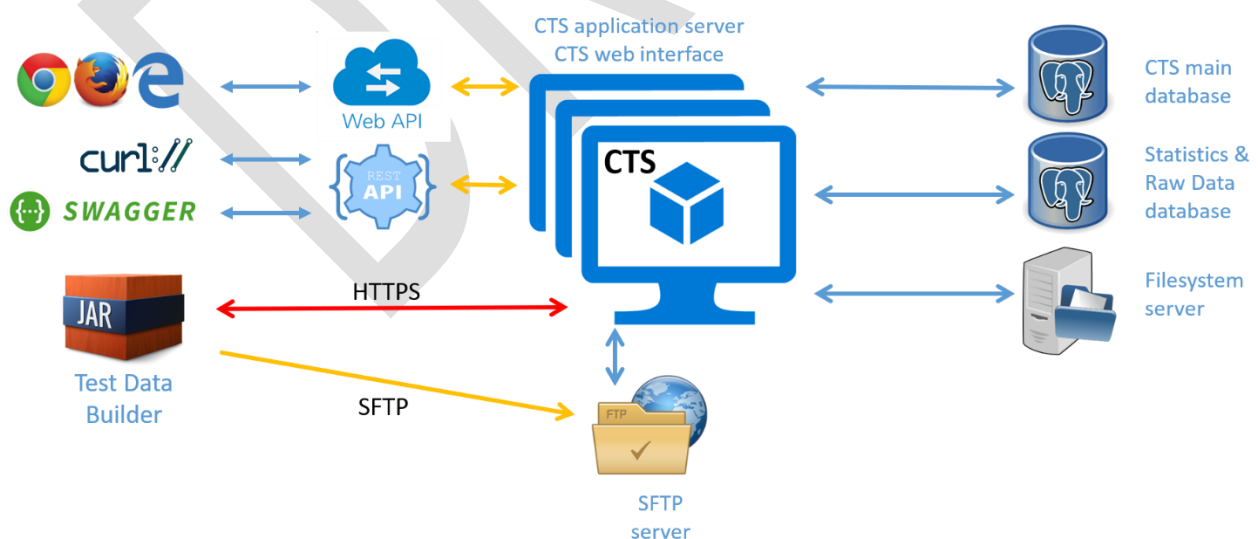 CTS application server
CTS web interface
Web API
curl://
REST
API
{···} SWAGGER
CTS
CTS main
database
Statistics &
Raw Data
database
Filesystem
server
HTTPS
JAR
Test Data
Builder
SFTP
FTP
SFTP
server